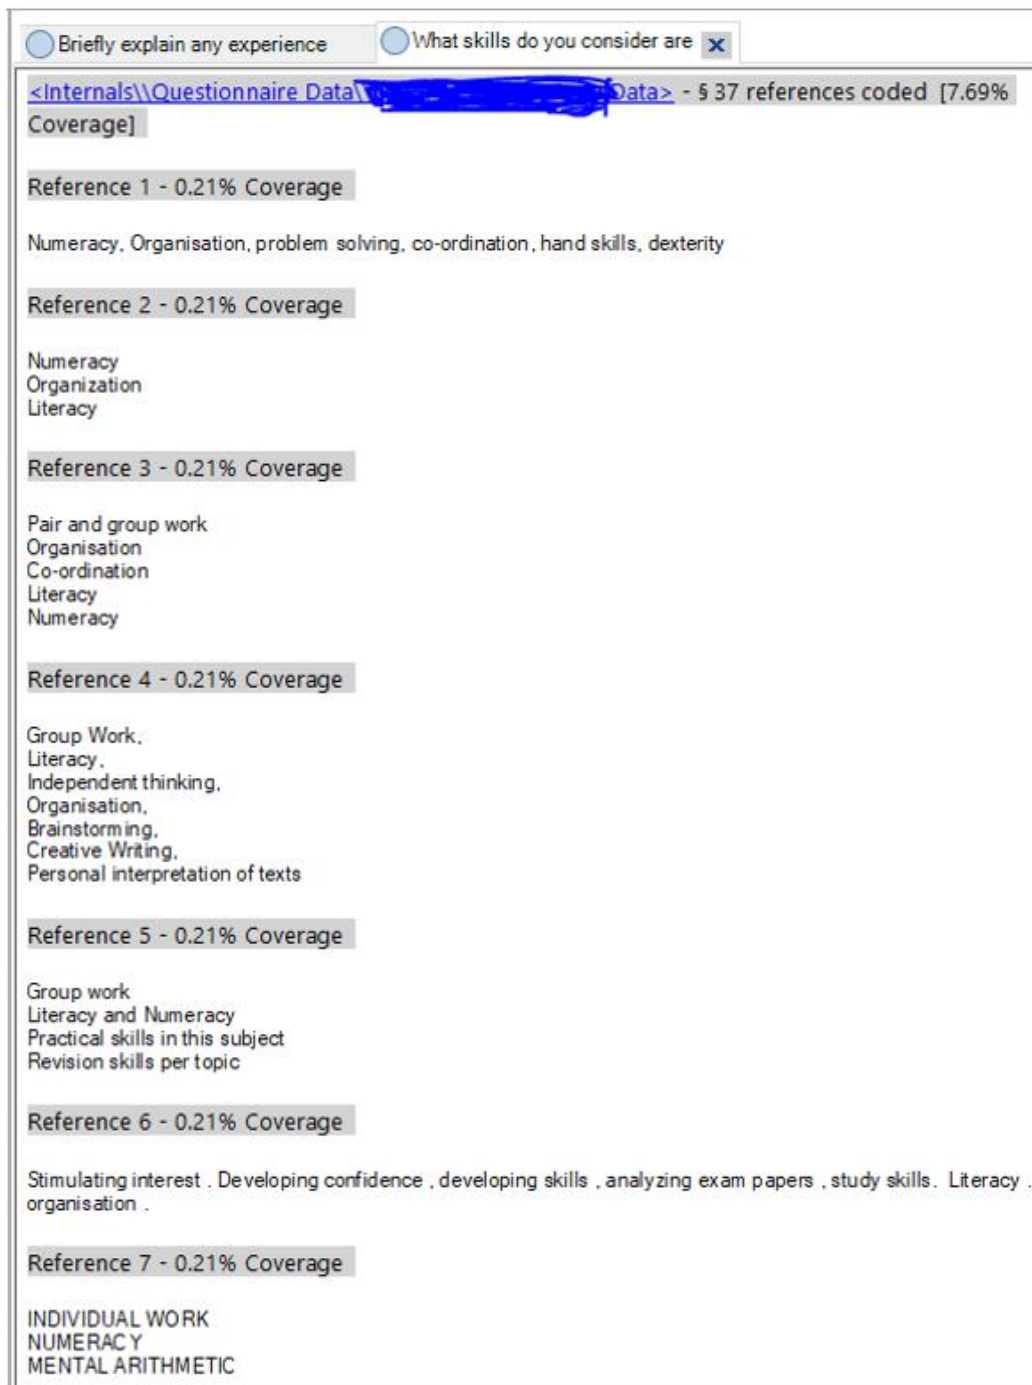 Briefly explain any experience What skills do you consider are
<Internals\\Questionnaire Data\ Data> - § 37 references coded [7.69%
Coverage]
Reference 1 - 0.21% Coverage
Numeracy, Organisation, problem solving, co-ordination, hand skills, dexterity
Reference 2 - 0.21% Coverage
Numeracy
Organization
Literacy
Reference 3 - 0.21% Coverage
Pair and group work
Organisation
Co-ordination
Literacy
Numeracy
Reference 4 - 0.21% Coverage
Group Work,
Literacy,
Independent thinking,
Organisation,
Brainstorming,
Creative Writing,
Personal interpretation of texts
Reference 5 - 0.21% Coverage
Group work
Literacy and Numeracy
Practical skills in this subject
Revision skills per topic
Reference 6 - 0.21% Coverage
Stimulating interest . Developing confidence , developing skills , analyzing exam papers , study skills. Literacy .
organisation .
Reference 7 - 0.21% Coverage
INDIVIDUAL WORK
NUMERACY
MENTAL ARITHMETIC